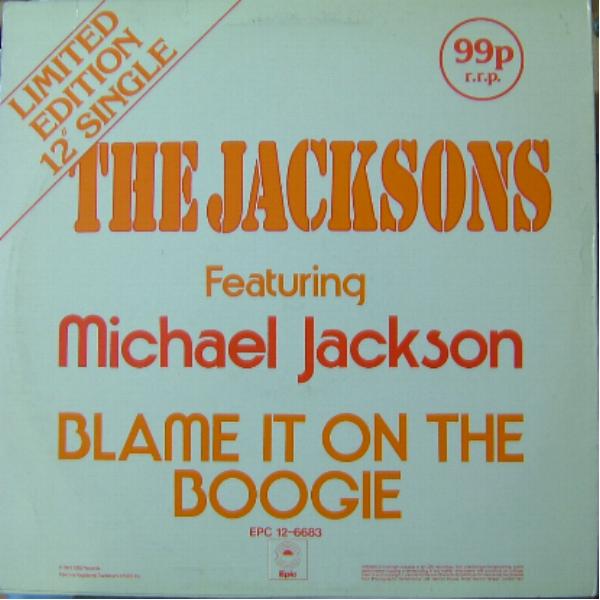 LIMITED
EDITION
12" SINGLE
99p
r.r.p.
THE JACKSONS
Featuring
Michael Jackson
BLAME IT ON THE
BOOGIE
EPC 12-6683
Epic